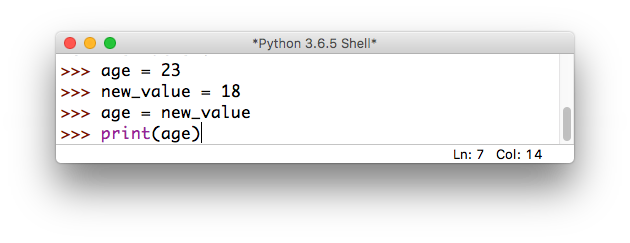 *Python 3.6.5 Shell*
>>> age = 23
>>> new_value = 18
>>> age = new_value
>>> print(age)
Ln: 7 Col: 14